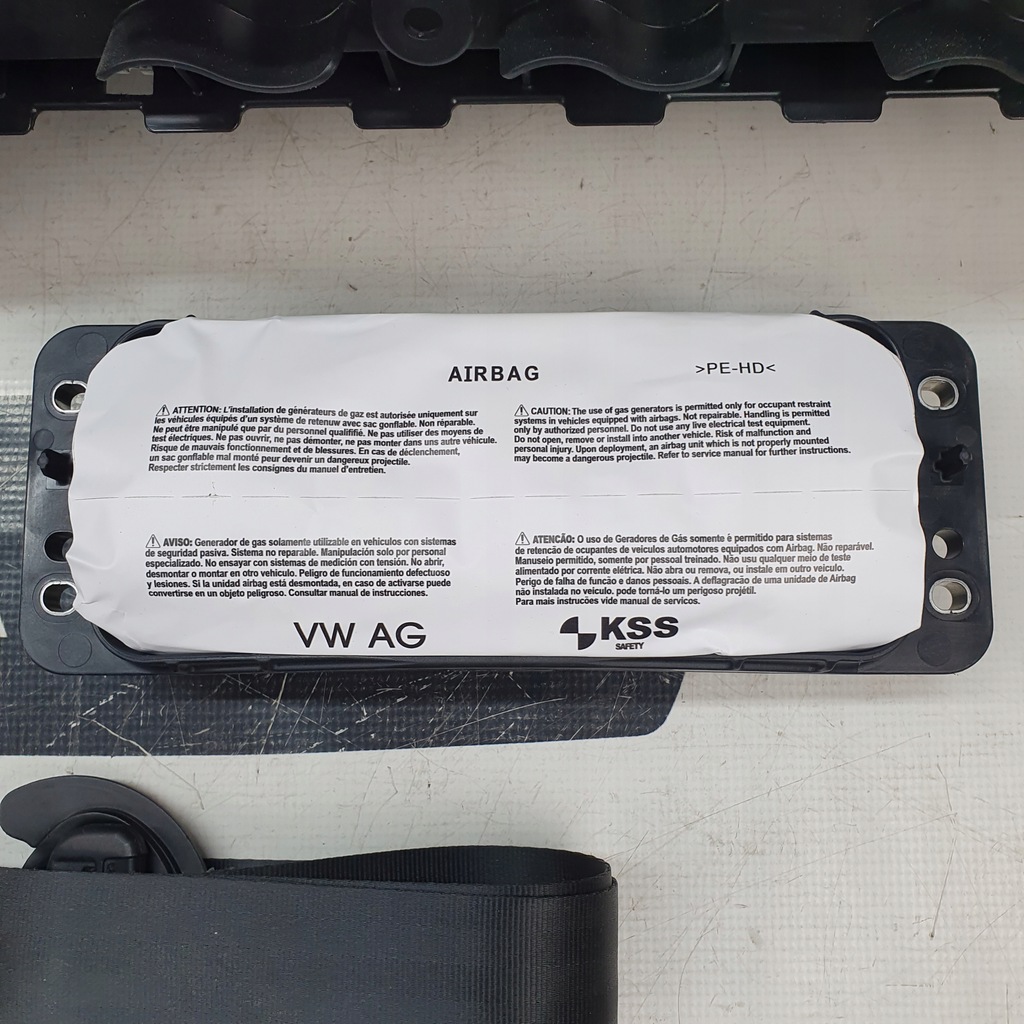 AIRBAG
>PE-HD<
⚠ ATTENTION: L'installation de générateurs de gaz est autorisée uniquement sur
les véhicules équipés d'un système de retenuw avec sac gonflable. Non réparable.
Ne peut être manipulé que par du personnel qualififié. Ne pas utiliser des moyens de
test électriques. Ne pas ouvrir, ne pas démonter, ne pas monter dans uns autre véhicule.
Risque de mauvais fonctionnement et de blessures. En cas de déclenchement,
un sac gonflable mal monté peur devenir un dangereux projectile.
Respecter strictement les consignes du manuel d'entretien.
⚠ CAUTION: The use of gas generators is permitted only for occupant restraint
systems in vehicles equipped with airbags. Not repairable. Handling is permitted
only by authorized personnel. Do not use any live electrical test equipment.
Do not open, remove or install into another vehicle. Risk of malfunction and
personal injury. Upon deployment, an airbag unit which is not properly mounted
may become a dangerous projectile. Refer to service manual for further instructions.
⚠ AVISO: Generador de gas solamente utilizable en vehículos con sistemas
de seguridad pasiva. Sistema no reparable. Manipulación solo por personal
especializado. No ensayar con sistemas de medición con tensión. No abrir,
desmontar o montar en otro vehículo. Peligro de funcionamiento defectuoso
y lesiones. Si la unidad airbag está desmontada, en caso de activarse puede
convertirse en un objeto peligroso. Consultar manual de instrucciones.
⚠ ATENCÃO: O uso de Geradores de Gás somente è permitido para sistemas
de retencão de ocupantes de veiculos automotores equipados com Airbag. Não reparável.
Manuseio permitido, somente por pessoal treinado. Não usu qualquer meio de teste
alimentado por corrente elétrica. Não abra ou remova, ou instale em outro veiculo.
Perigo de falha de funcão e danos pessoais. A deflagracão de uma unidade de Airbag
não instalada no veiculo. pode torná-lo um perigoso projétil.
Para mais instrucões vide manual de servicos.
VW AG
KSS
SAFETY